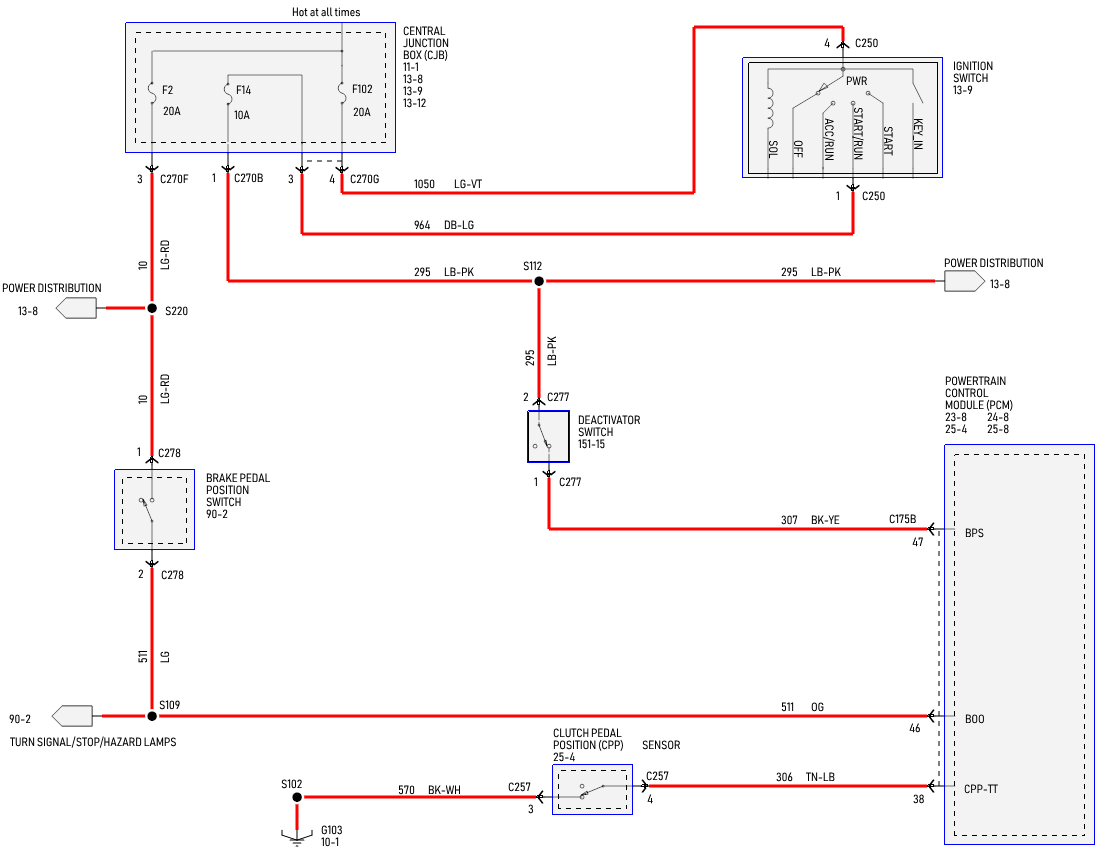 Hot at all times
CENTRAL
JUNCTION
BOX (CJB)
11-1
13-8
13-9
13-12
F2
20A
F14
10A
F102
20A
3
C270F
1
C270B
3
4
C270G
4
C250
IGNITION
SWITCH
13-9
PWR
SOL
OFF
ACC/RUN
START/RUN
START
KEY_IN
1
C250
1050 LG-VT
964 DB-LG
10
LG-RD
295 LB-PK
S112
295 LB-PK
POWER DISTRIBUTION
13-8
POWER DISTRIBUTION
13-8
S220
10
LG-RD
295
LB-PK
2
C277
DEACTIVATOR
SWITCH
151-15
1
C277
POWERTRAIN
CONTROL
MODULE (PCM)
23-8 24-8
25-4 25-8
1
C278
BRAKE PEDAL
POSITION
SWITCH
90-2
2
C278
307 BK-YE
C175B
47
BPS
511
LG
S109
90-2
TURN SIGNAL/STOP/HAZARD LAMPS
511 OG
46
BOO
CLUTCH PEDAL
POSITION (CPP) SENSOR
25-4
S102
570 BK-WH
C257
3
C257
4
306 TN-LB
38
CPP-TT
G103
10-1